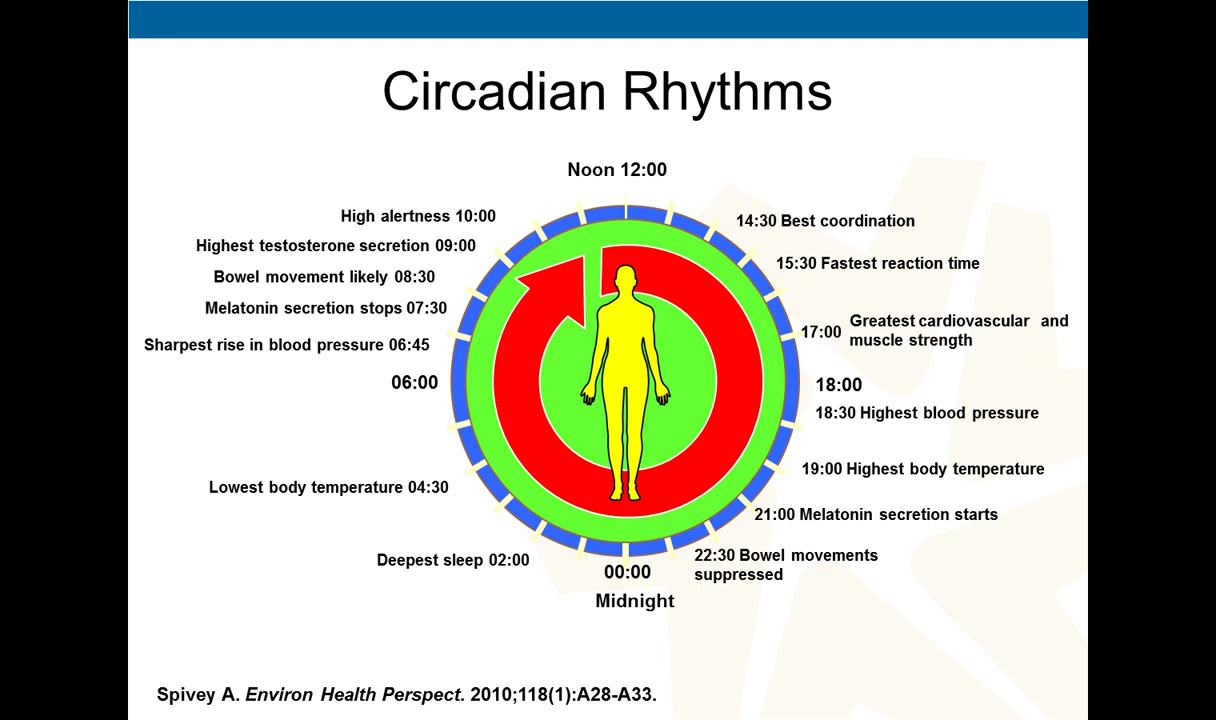 Circadian Rhythms
Noon 12:00
High alertness 10:00
Highest testosterone secretion 09:00
Bowel movement likely 08:30
Melatonin secretion stops 07:30
Sharpest rise in blood pressure 06:45
06:00
Lowest body temperature 04:30
Deepest sleep 02:00
00:00
Midnight
14:30 Best coordination
15:30 Fastest reaction time
17:00 Greatest cardiovascular and
muscle strength
18:00
18:30 Highest blood pressure
19:00 Highest body temperature
21:00 Melatonin secretion starts
22:30 Bowel movements
suppressed
Spivey A. Environ Health Perspect. 2010;118(1):A28-A33.